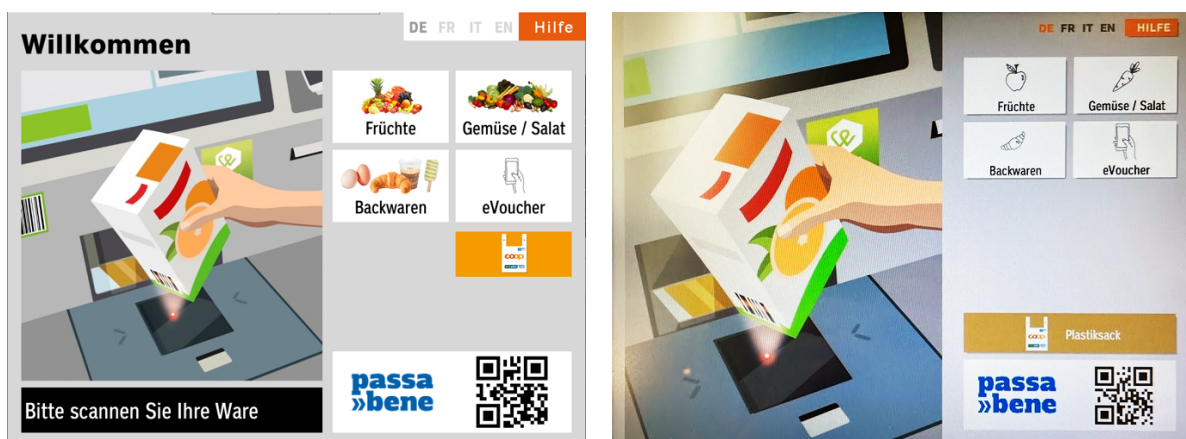 Willkommen
DE FR IT EN Hilfe
Früchte
Gemüse / Salat
Backwaren
eVoucher
coop
passa
»bene
Bitte scannen Sie Ihre Ware
DE FR IT EN HILFE
Früchte
Gemüse / Salat
Backwaren
eVoucher
coop
Plastiksack
passa
»bene